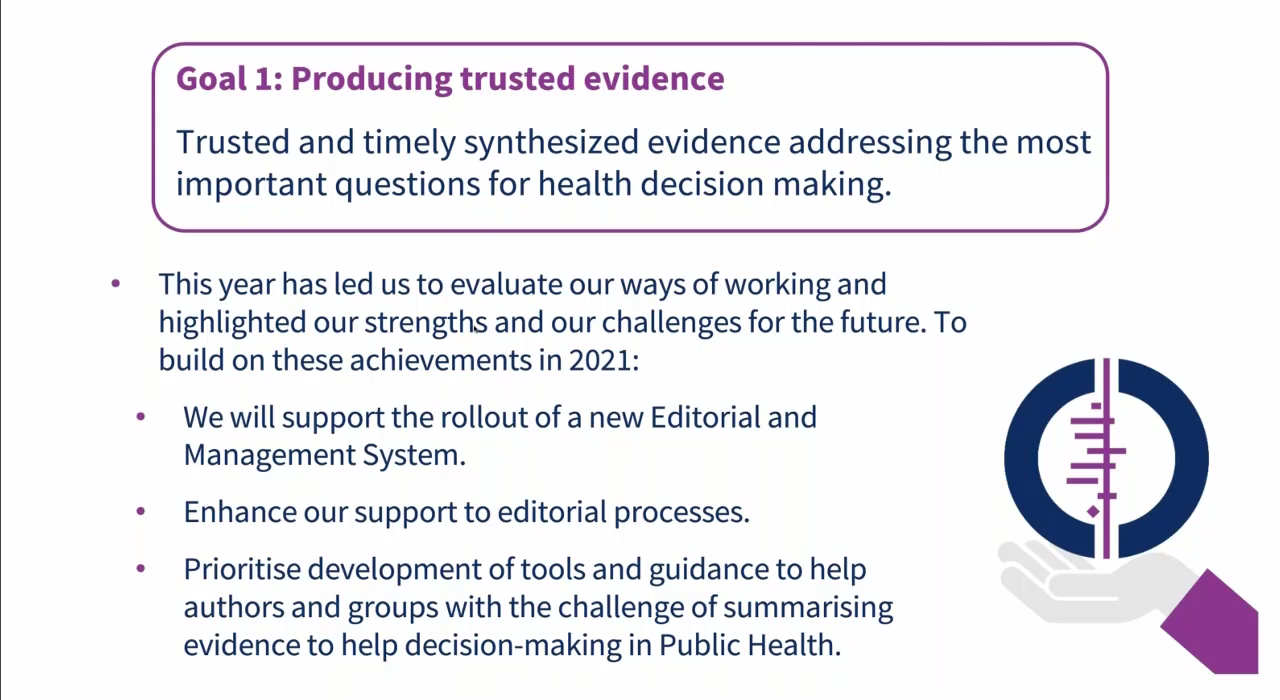 Goal 1: Producing trusted evidence
Trusted and timely synthesized evidence addressing the most
important questions for health decision making.
• This year has led us to evaluate our ways of working and
highlighted our strengths and our challenges for the future. To
build on these achievements in 2021:
• We will support the rollout of a new Editorial and
Management System.
• Enhance our support to editorial processes.
• Prioritise development of tools and guidance to help
authors and groups with the challenge of summarising
evidence to help decision-making in Public Health.